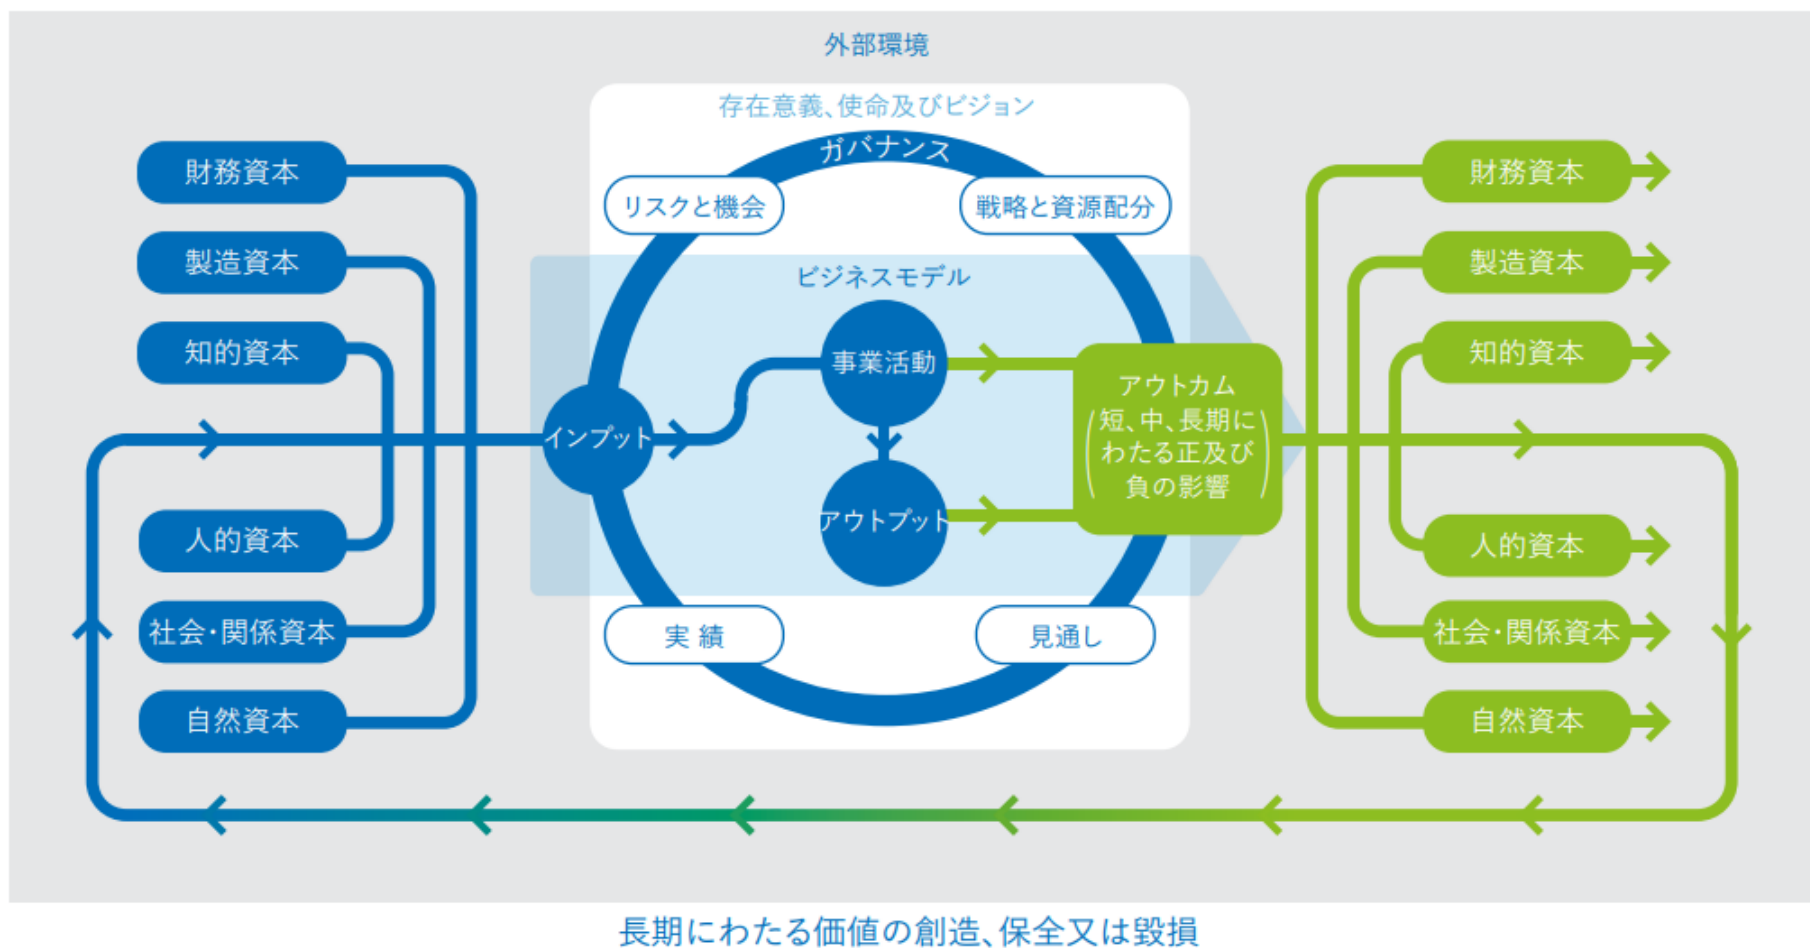 外部環境
存在意義、使命及びビジョン
ガバナンス
リスクと機会
戦略と資源配分
ビジネスモデル
財務資本
製造資本
知的資本
人的資本
社会・関係資本
自然資本
インプット
事業活動
アウトプット
アウトカム
(短、中、長期に
わたる正及び
負の影響)
実 績
見通し
財務資本
製造資本
知的資本
人的資本
社会・関係資本
自然資本
長期にわたる価値の創造、保全又は毀損